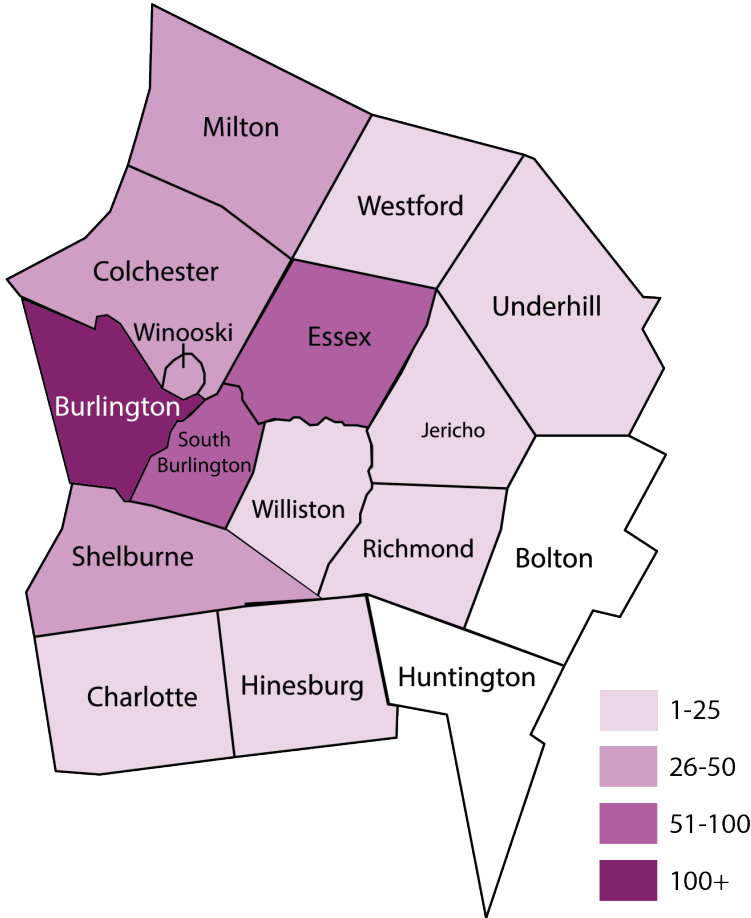 Milton
Westford
Colchester
Underhill
Winooski
Essex
Burlington
Jericho
South
Burlington
Williston
Richmond
Bolton
Shelburne
Huntington
Hinesburg
Charlotte
1-25
26-50
51-100
100+